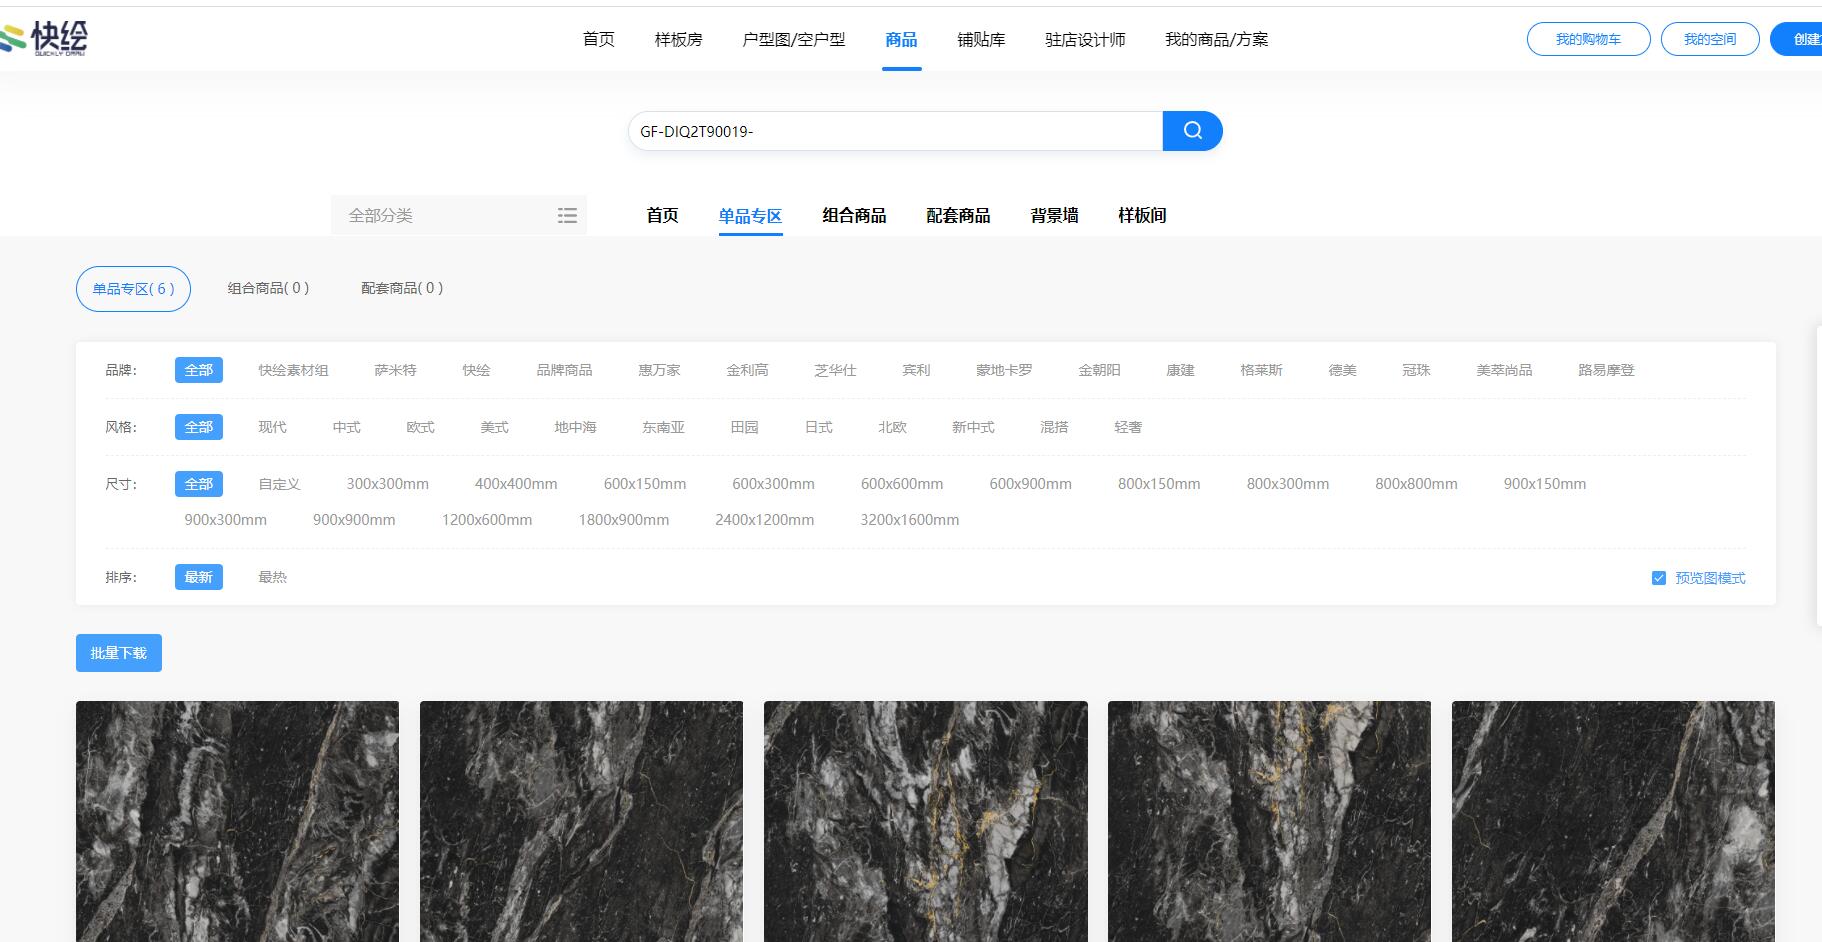 快绘
QUICKLY DRAW
首页 样板房 户型图/空户型 商品 铺贴库 驻店设计师 我的商品/方案 我的购物车 我的空间 创建
GF-DIQ2T90019-
全部分类 首页 单品专区 组合商品 配套商品 背景墙 样板间
单品专区( 6 ) 组合商品( 0 ) 配套商品( 0 )
品牌: 全部 快绘素材组 萨米特 快绘 品牌商品 惠万家 金利高 芝华仕 宾利 蒙地卡罗 金朝阳 康建 格莱斯 德美 冠珠 美萃尚品 路易摩登
风格: 全部 现代 中式 欧式 美式 地中海 东南亚 田园 日式 北欧 新中式 混搭 轻奢
尺寸: 全部 自定义 300x300mm 400x400mm 600x150mm 600x300mm 600x600mm 600x900mm 800x150mm 800x300mm 800x800mm 900x150mm
900x300mm 900x900mm 1200x600mm 1800x900mm 2400x1200mm 3200x1600mm
排序: 最新 最热 预览图模式
批量下载